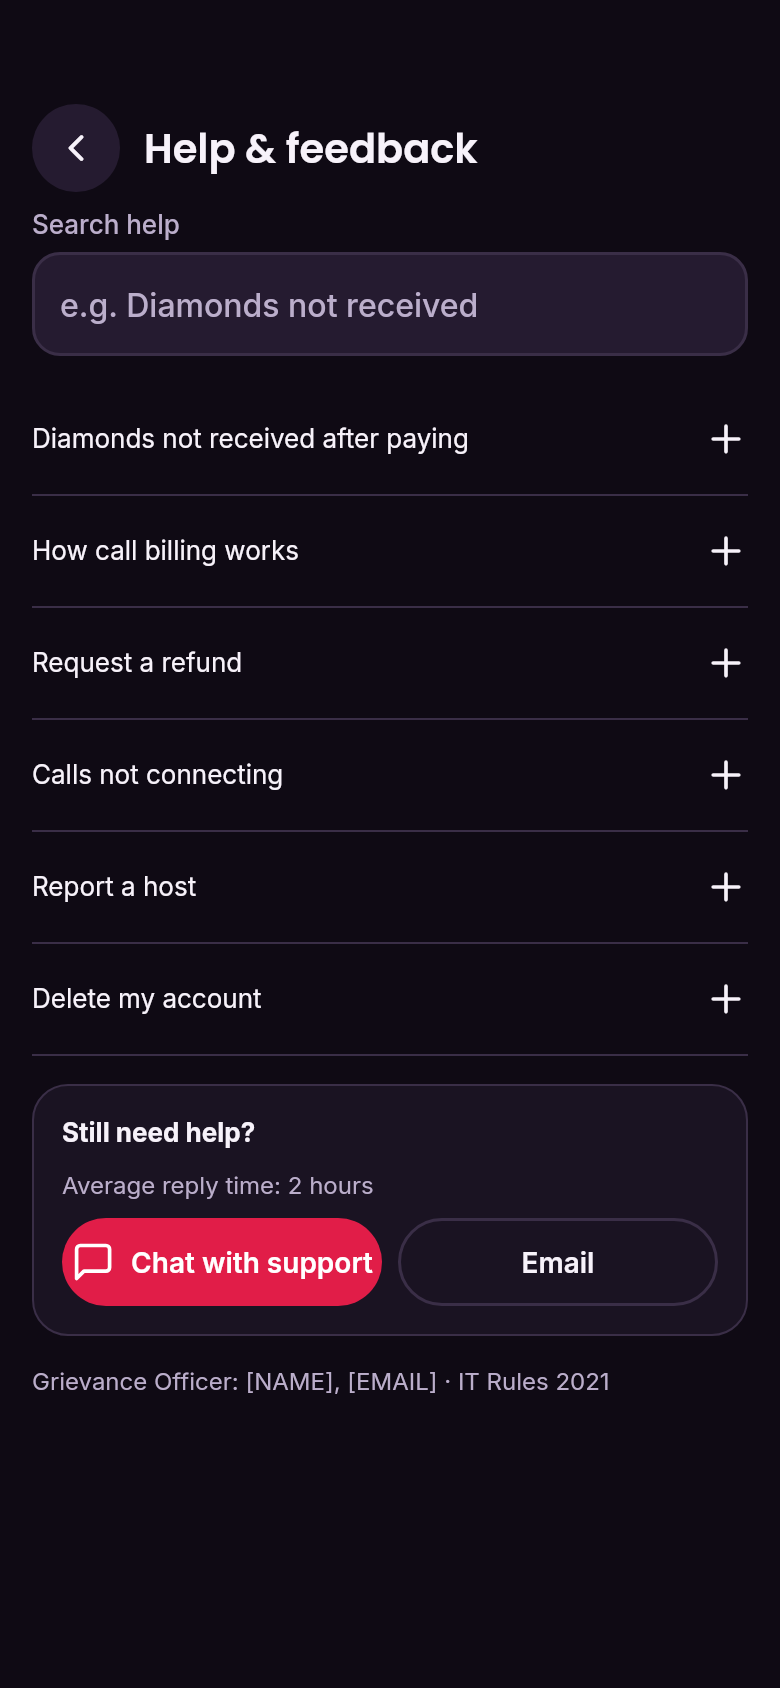 Help & feedback
Search help
e.g. Diamonds not received
Diamonds not received after paying
How call billing works
Request a refund
Calls not connecting
Report a host
Delete my account
Still need help?
Average reply time: 2 hours
Chat with support
Email
Grievance Officer: [NAME], [EMAIL] · IT Rules 2021